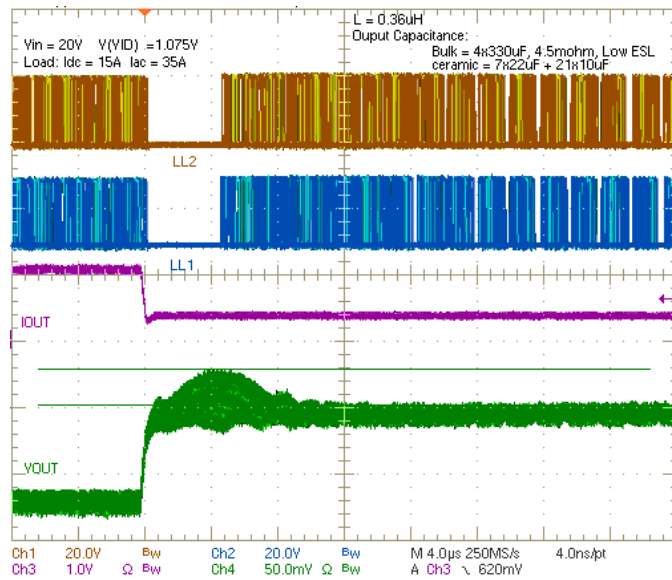 L = 0.36uH
Vin = 20V V(VID) .=1.075V
Load: Idc = 15A Iac = 35A
Ouput Capacitance:
Bulk = 4x330uF, 4.5mohm, Low ESL
ceramic = 7x22uF + 21x10uF
LL2
LL1
IOUT
VOUT
Ch1 20.0V Bw Ch2 20.0V Bw M 4.0µs 250MS/s 4.0ns/pt
Ch3 1.0V Ω Bw Ch4 50.0mV Ω Bw A Ch3 ∖ 620mV